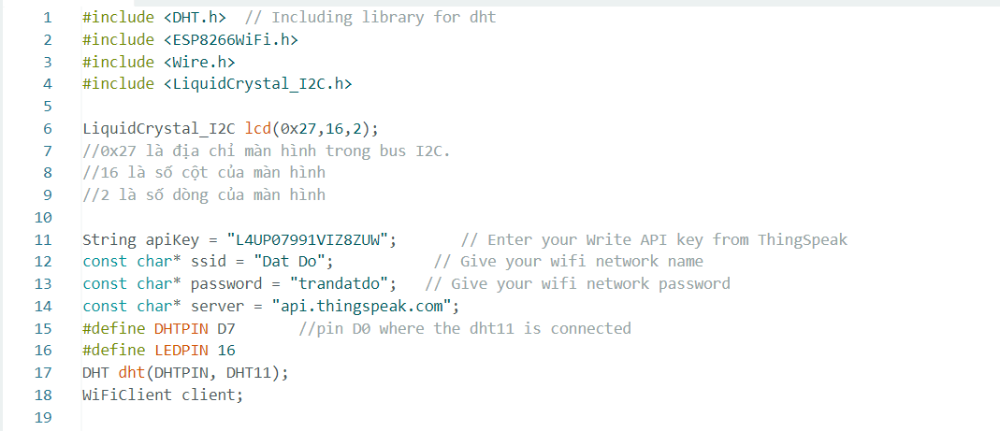 1 #include <DHT.h>  // Including library for dht
2 #include <ESP8266WiFi.h>
3 #include <Wire.h>
4 #include <LiquidCrystal_I2C.h>
5
6 LiquidCrystal_I2C lcd(0x27,16,2);
7 //0x27 là địa chỉ màn hình trong bus I2C.
8 //16 là số cột của màn hình
9 //2 là số dòng của màn hình
10
11 String apiKey = "L4UP07991VIZ8ZUW";       // Enter your Write API key from ThingSpeak
12 const char* ssid = "Dat Do";           // Give your wifi network name
13 const char* password = "trandatdo";   // Give your wifi network password
14 const char* server = "api.thingspeak.com";
15 #define DHTPIN D7       //pin D0 where the dht11 is connected
16 #define LEDPIN 16
17 DHT dht(DHTPIN, DHT11);
18 WiFiClient client;
19